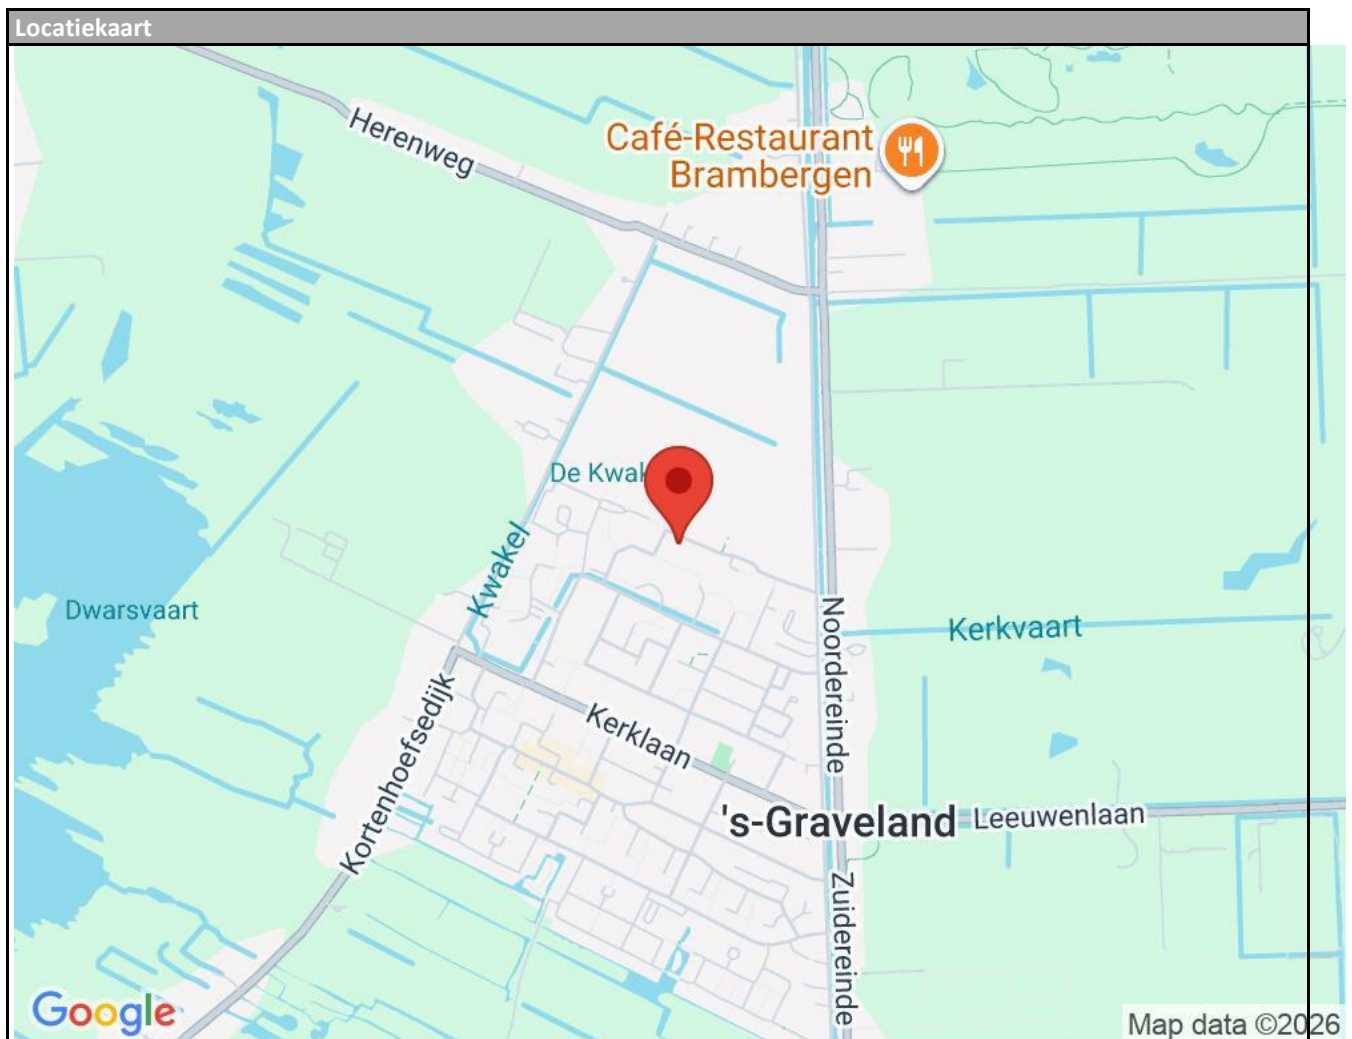 Locatiekaart
Herenweg
Café-Restaurant
Brambergen
De Kwak
Kwakel
Dwarsvaart
Kerkvaart
Noordereinde
Kortenhoefsedijk
Kerklaan
's-Graveland
Leeuwenlaan
Zuidereinde
Google
Map data ©2026